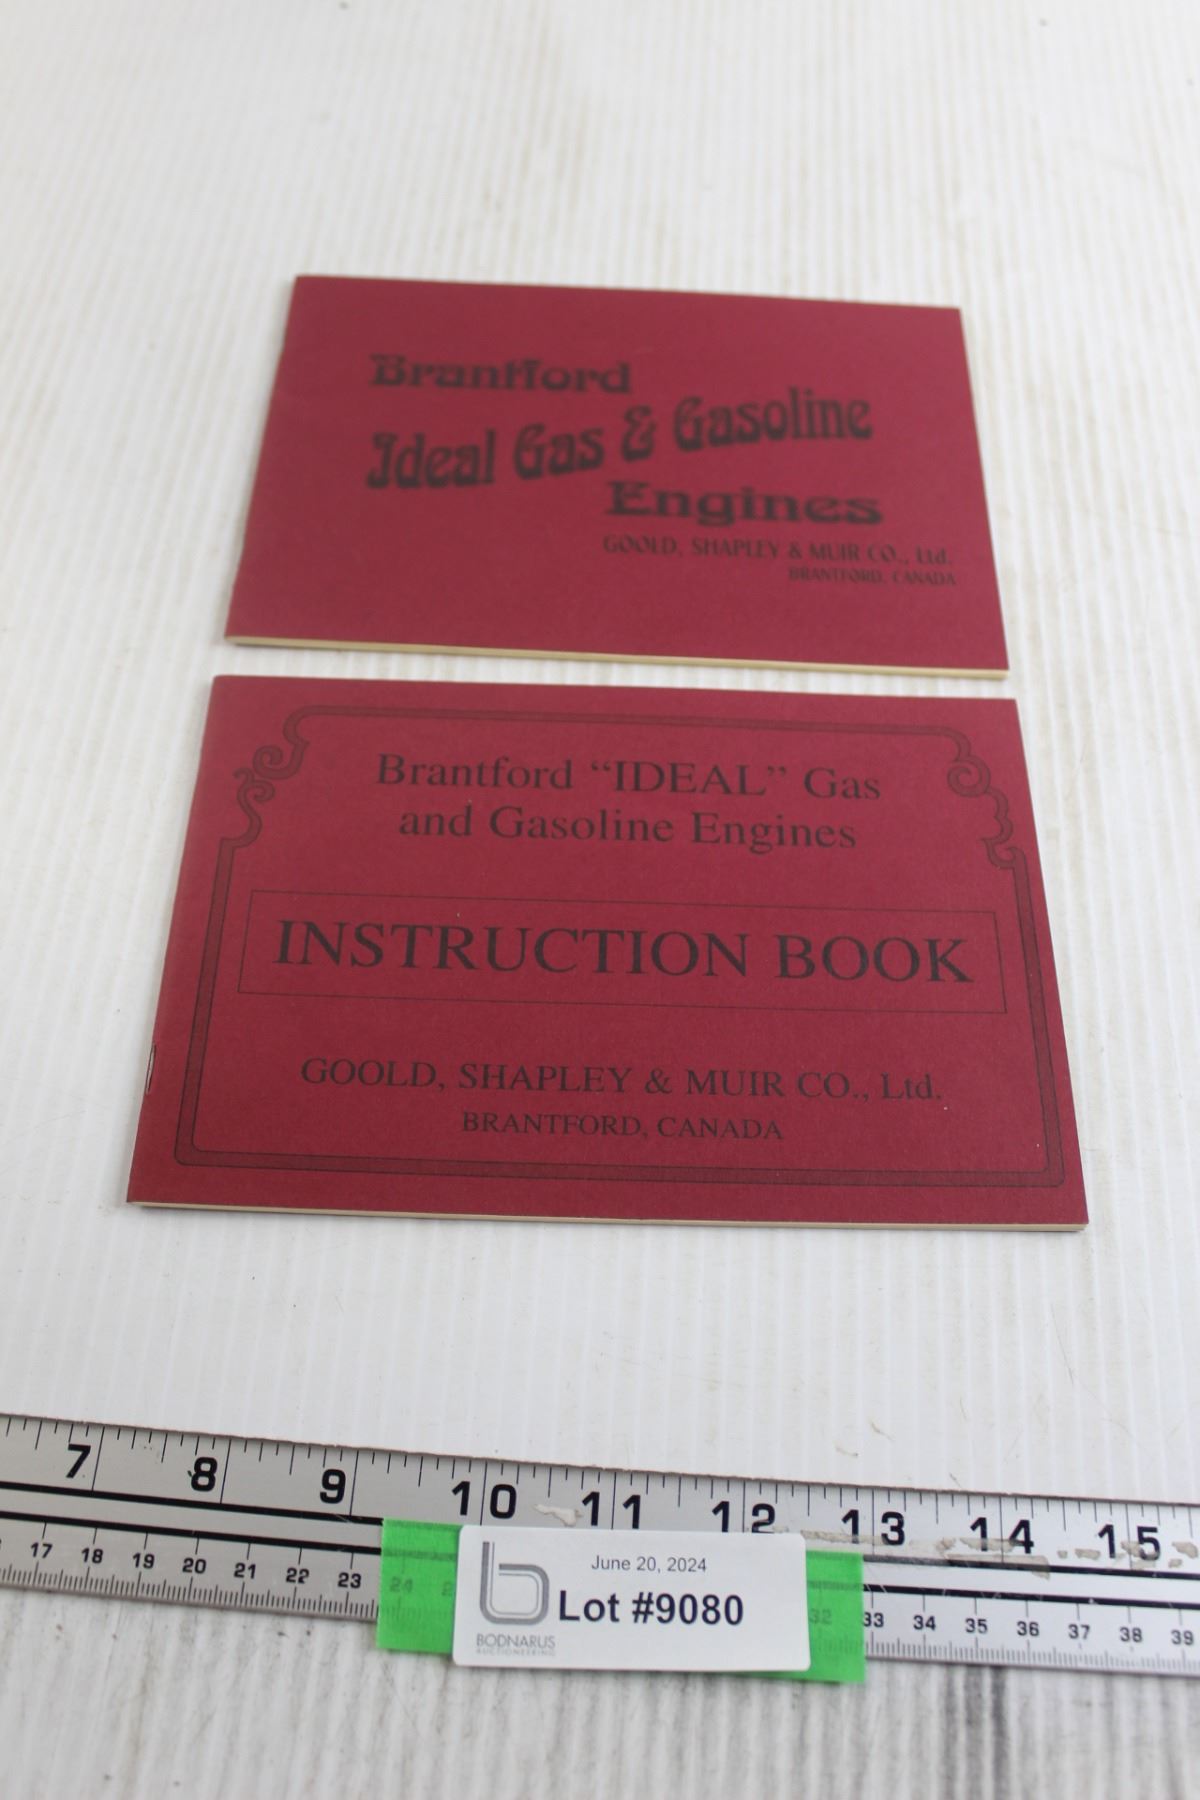 Brantford
Ideal Gas & Gasoline
Engines
GOOLD, SHAPLEY & MUIR CO., Ltd.
BRANTFORD, CANADA
Brantford “IDEAL” Gas
and Gasoline Engines
INSTRUCTION BOOK
GOOLD, SHAPLEY & MUIR CO., Ltd.
BRANTFORD, CANADA
7 8 9 10 11 12 13 14 15
17 18 19 20 21 22 23 24 32 33 34 35 36 37 38 39
June 20, 2024
Lot #9080
BODNARUS
AUCTIONEERING